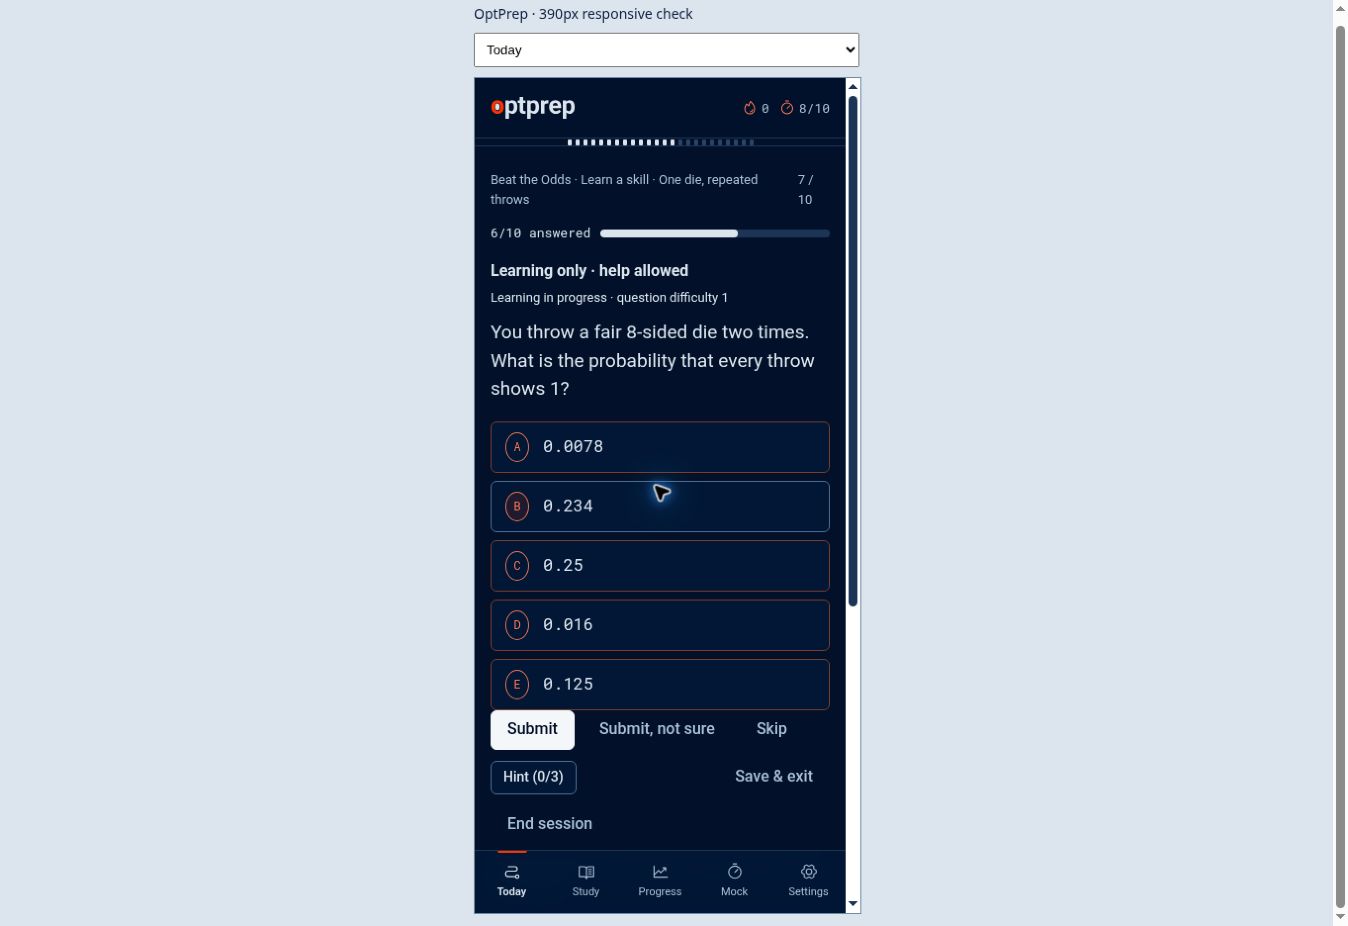 OptPrep · 390px responsive check
Today
optprep
0 8/10
Beat the Odds · Learn a skill · One die, repeated
throws
7 /
10
6/10 answered
Learning only · help allowed
Learning in progress · question difficulty 1
You throw a fair 8-sided die two times.
What is the probability that every throw
shows 1?
A 0.0078
B 0.234
C 0.25
D 0.016
E 0.125
Submit Submit, not sure Skip
Hint (0/3) Save & exit
End session
Today Study Progress Mock Settings